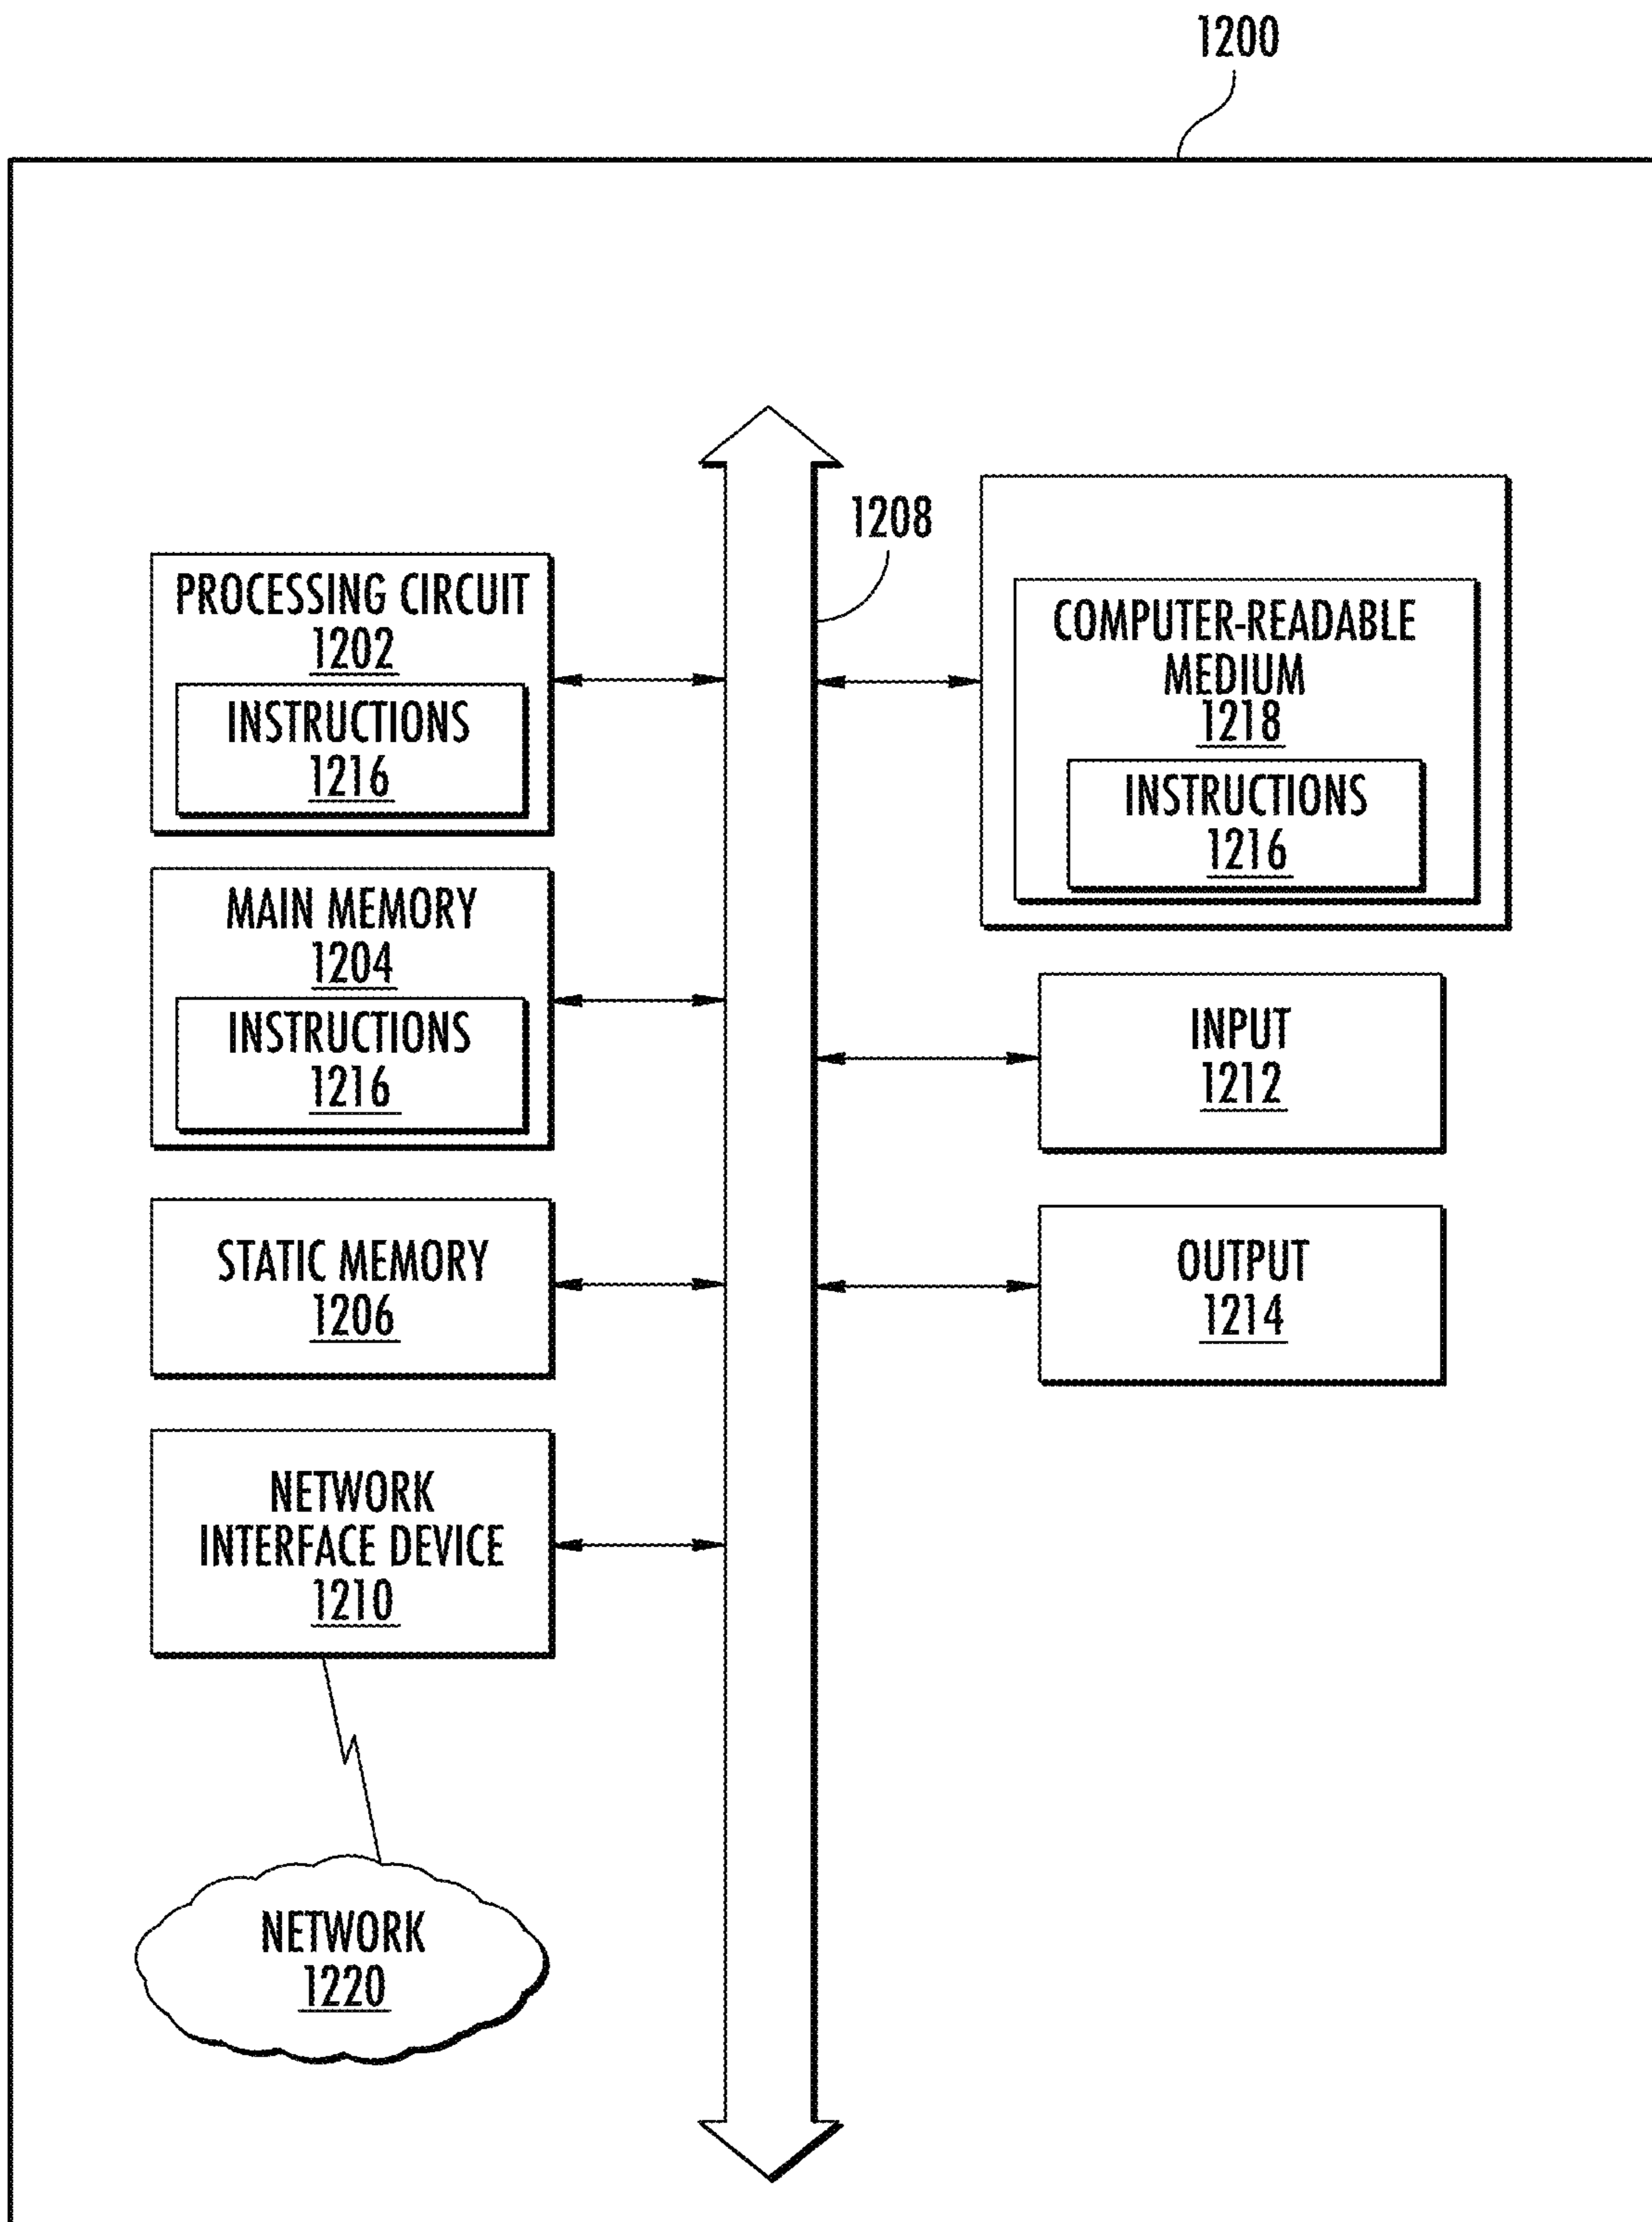 1200
1208
PROCESSING CIRCUIT
1202
INSTRUCTIONS
1216
MAIN MEMORY
1204
INSTRUCTIONS
1216
STATIC MEMORY
1206
NETWORK
INTERFACE DEVICE
1210
NETWORK
1220
COMPUTER-READABLE
MEDIUM
1218
INSTRUCTIONS
1216
INPUT
1212
OUTPUT
1214